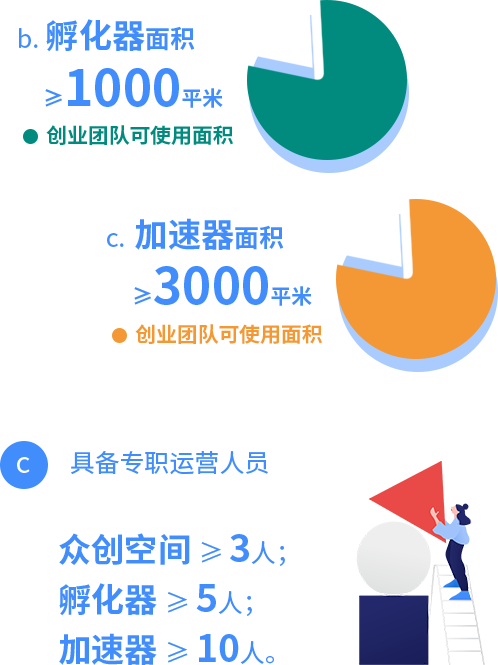 b. 孵化器面积
≥1000平米
创业团队可使用面积
c. 加速器面积
≥3000平米
创业团队可使用面积
C 具备专职运营人员
众创空间 ≥ 3人；
孵化器 ≥ 5人；
加速器 ≥ 10人。